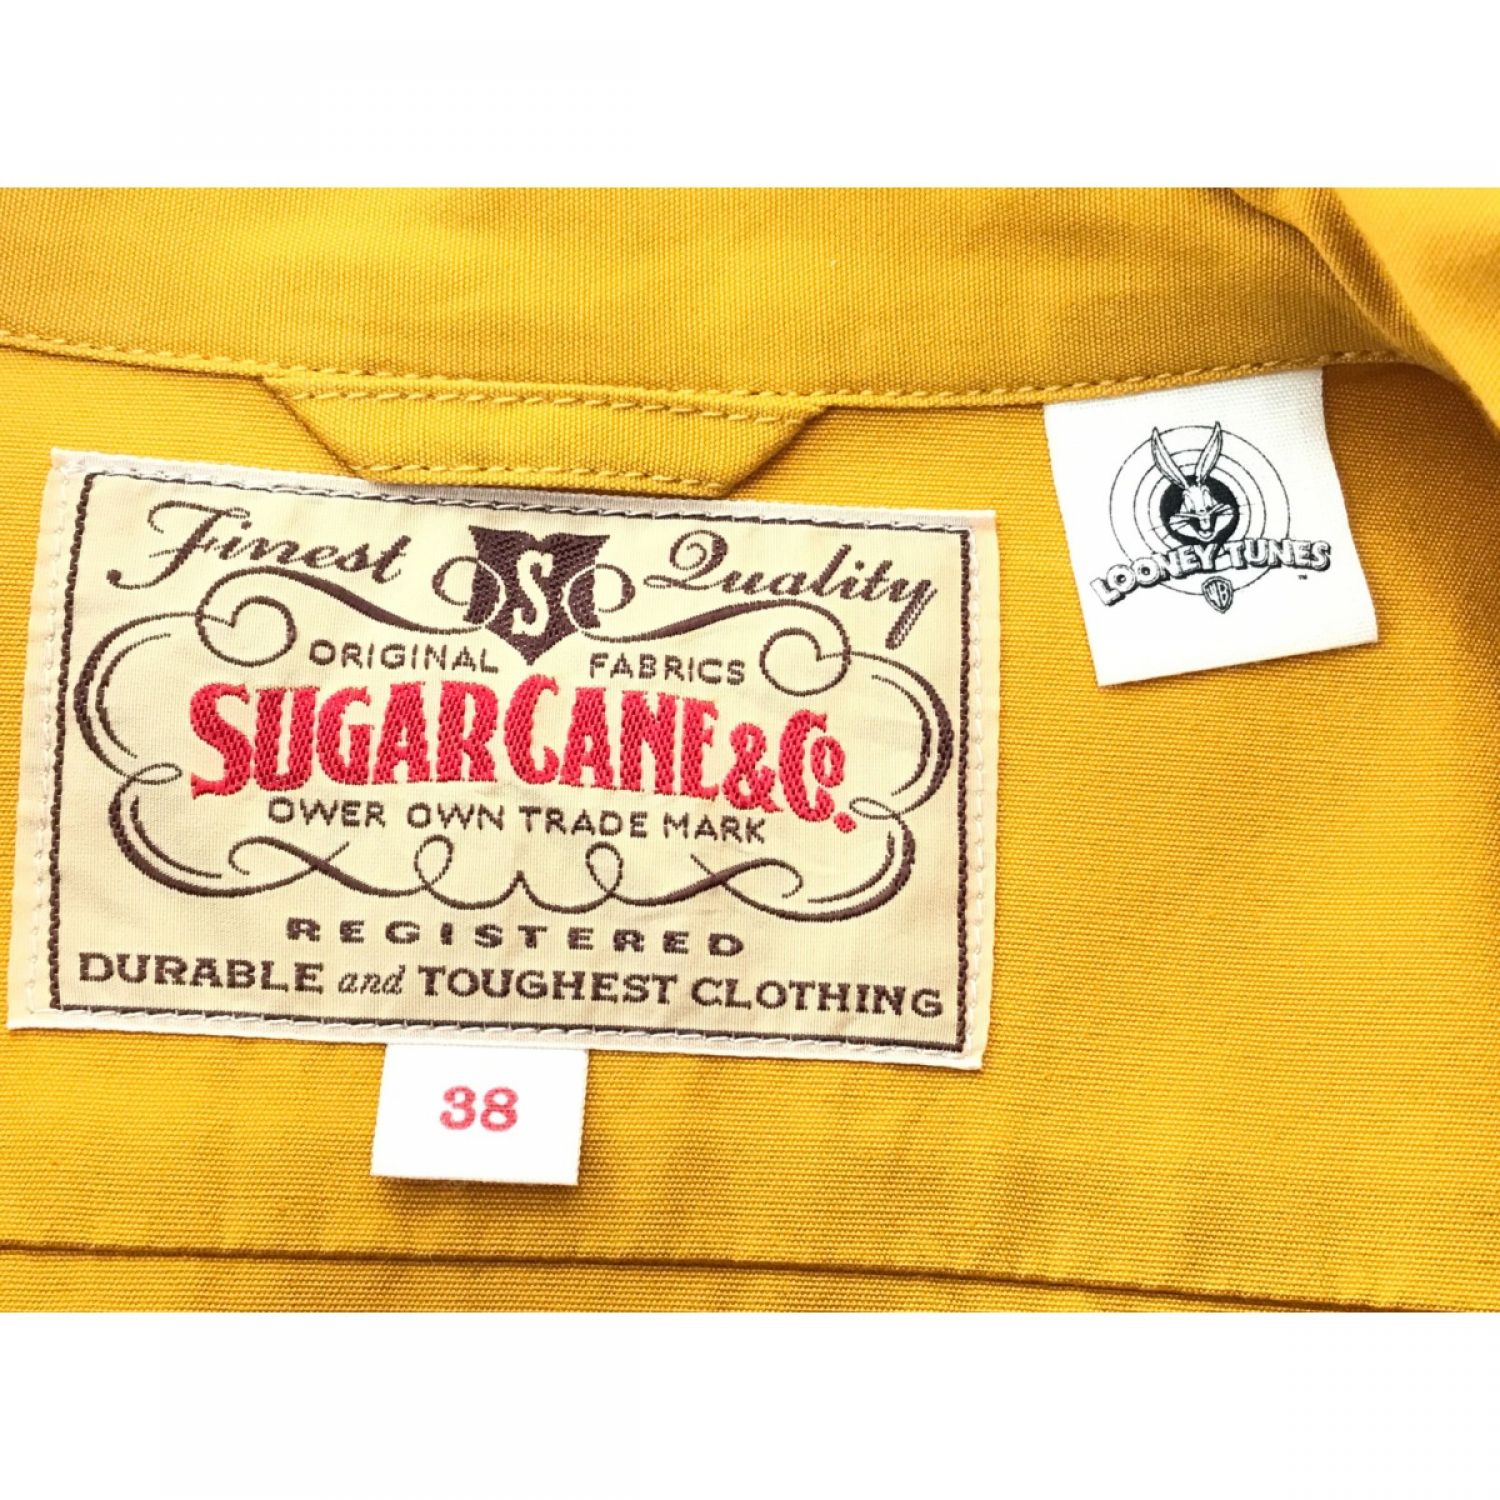 Finest S Quality
ORIGINAL FABRICS
SUGAR CANE & Co.
OWER OWN TRADE MARK
REGISTERED
DURABLE and TOUGHEST CLOTHING
38
LOONEY TUNES
™
WB